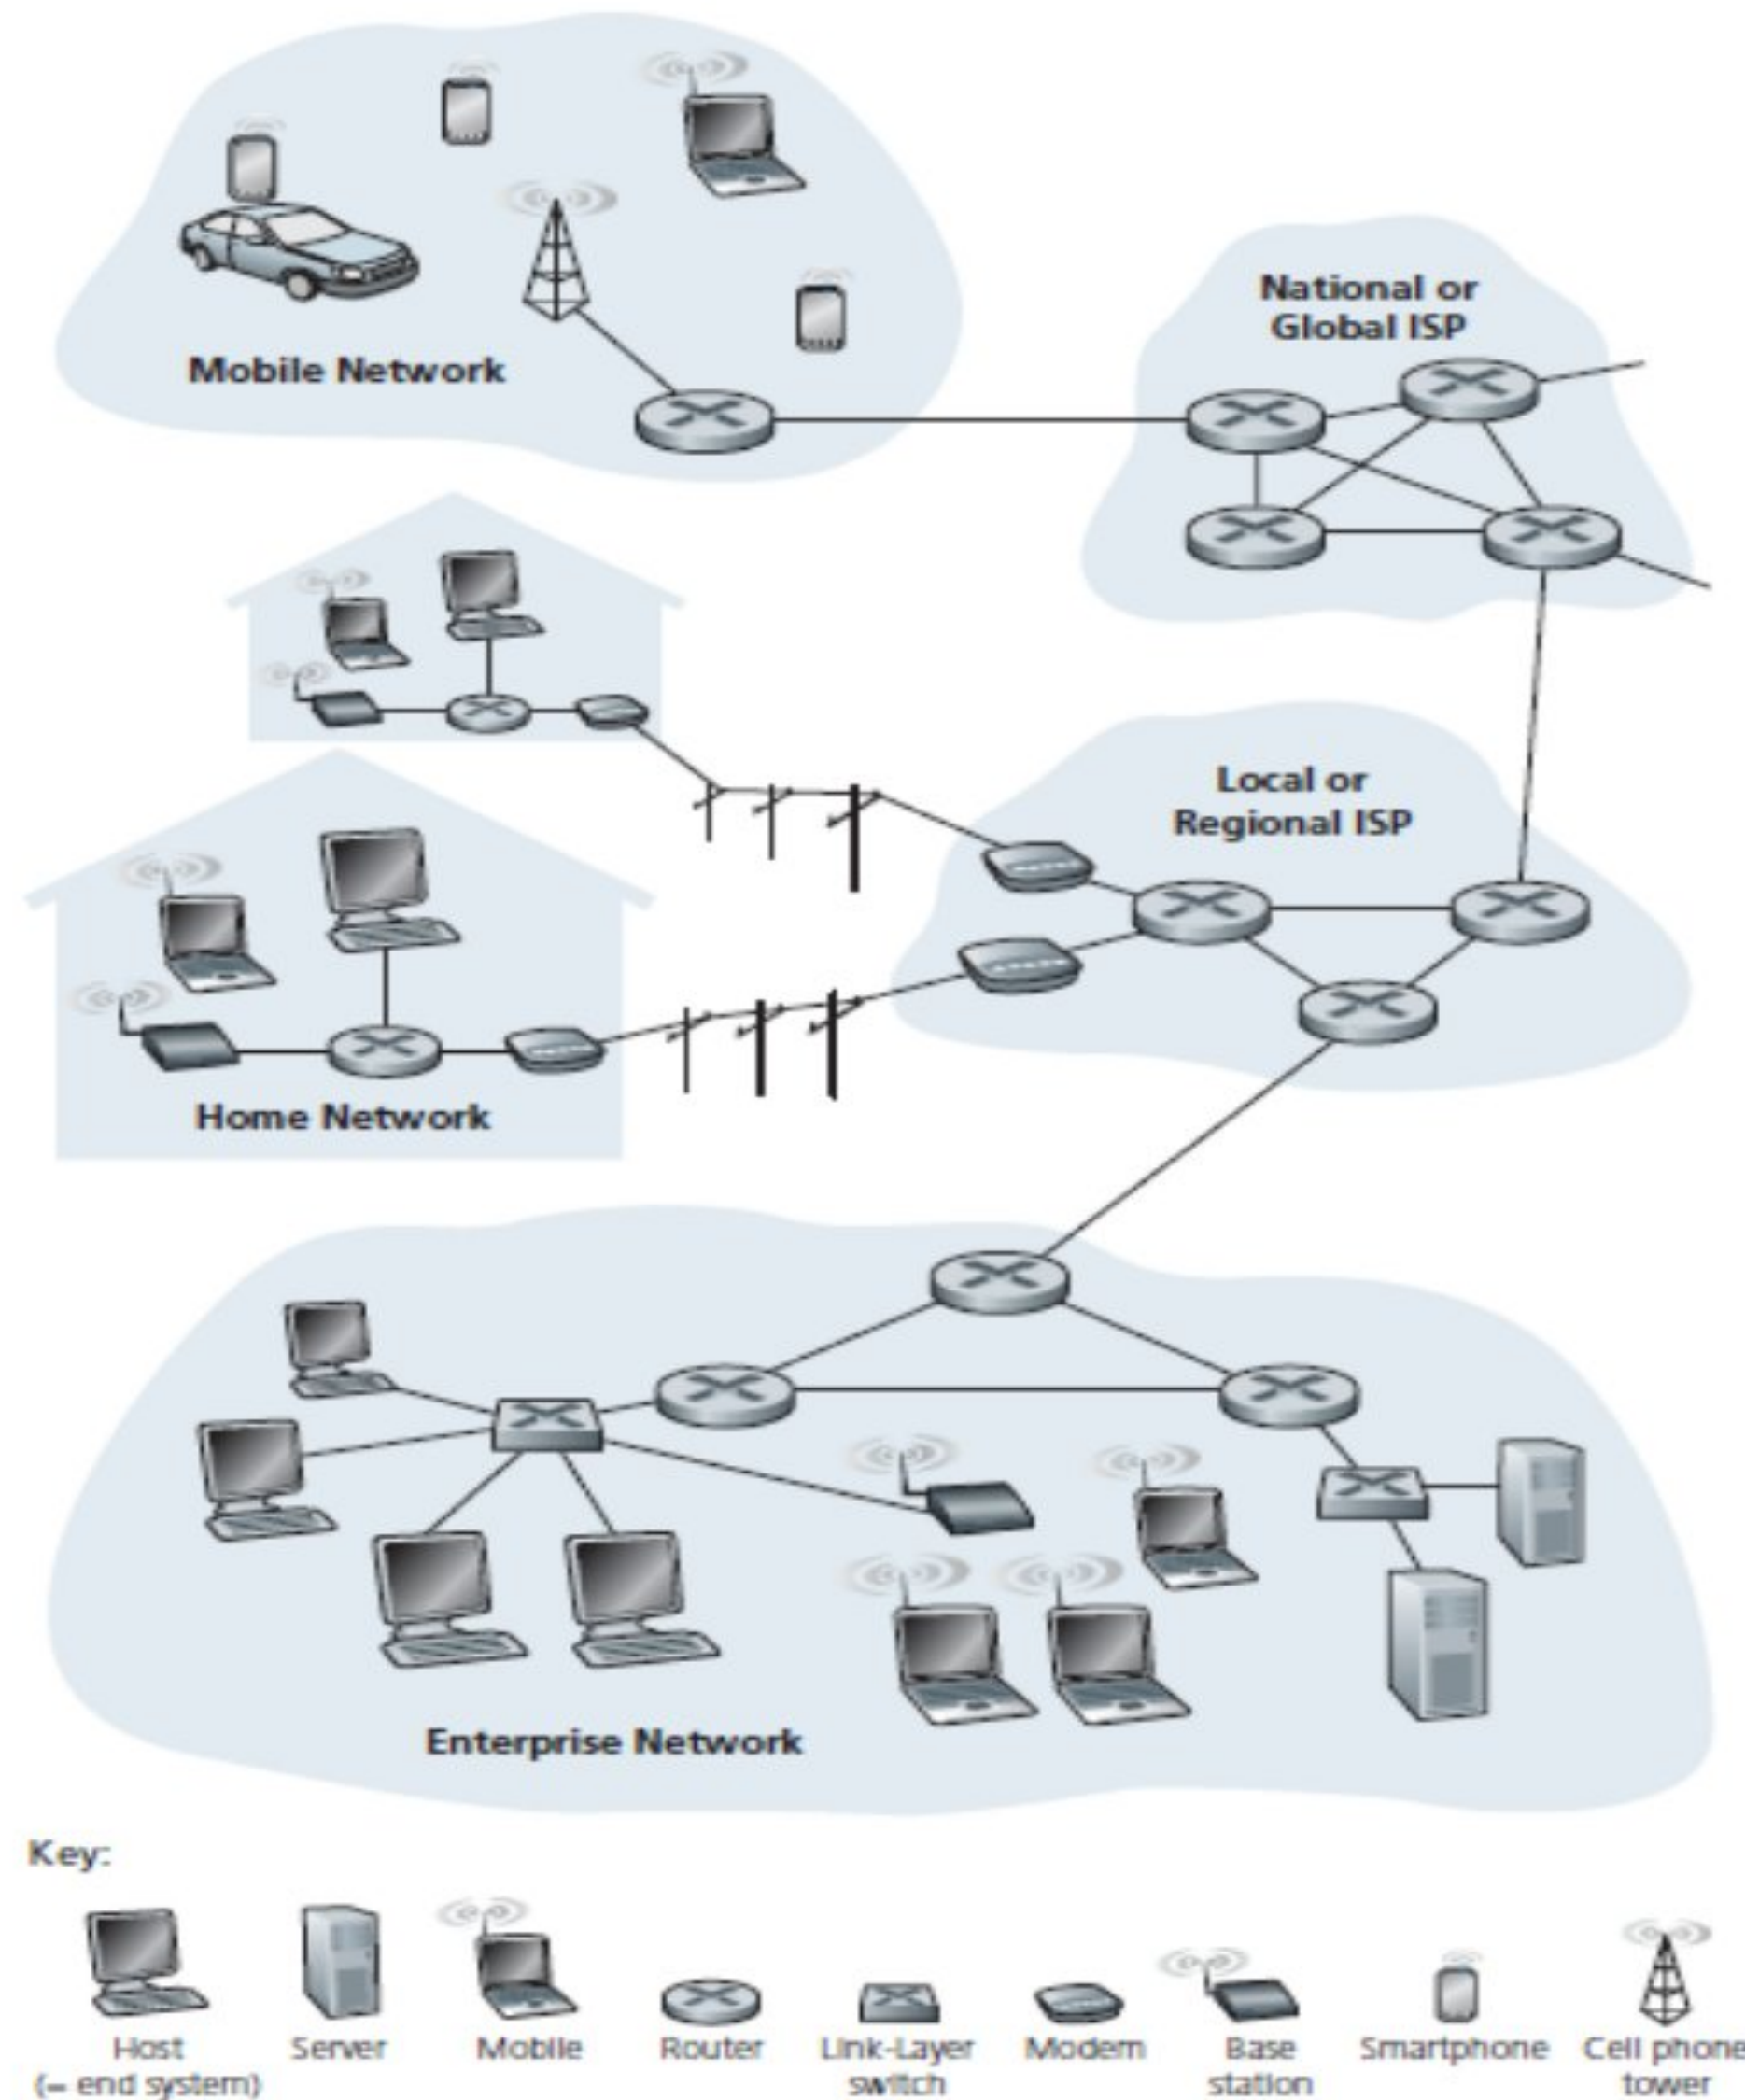 National or
Global ISP
Mobile Network
Local or
Regional ISP
Home Network
Enterprise Network
Key:
Host
(= end system)
Server
Mobile
Router
Link-Layer
switch
Modem
Base
station
Smartphone
Cell phone
tower